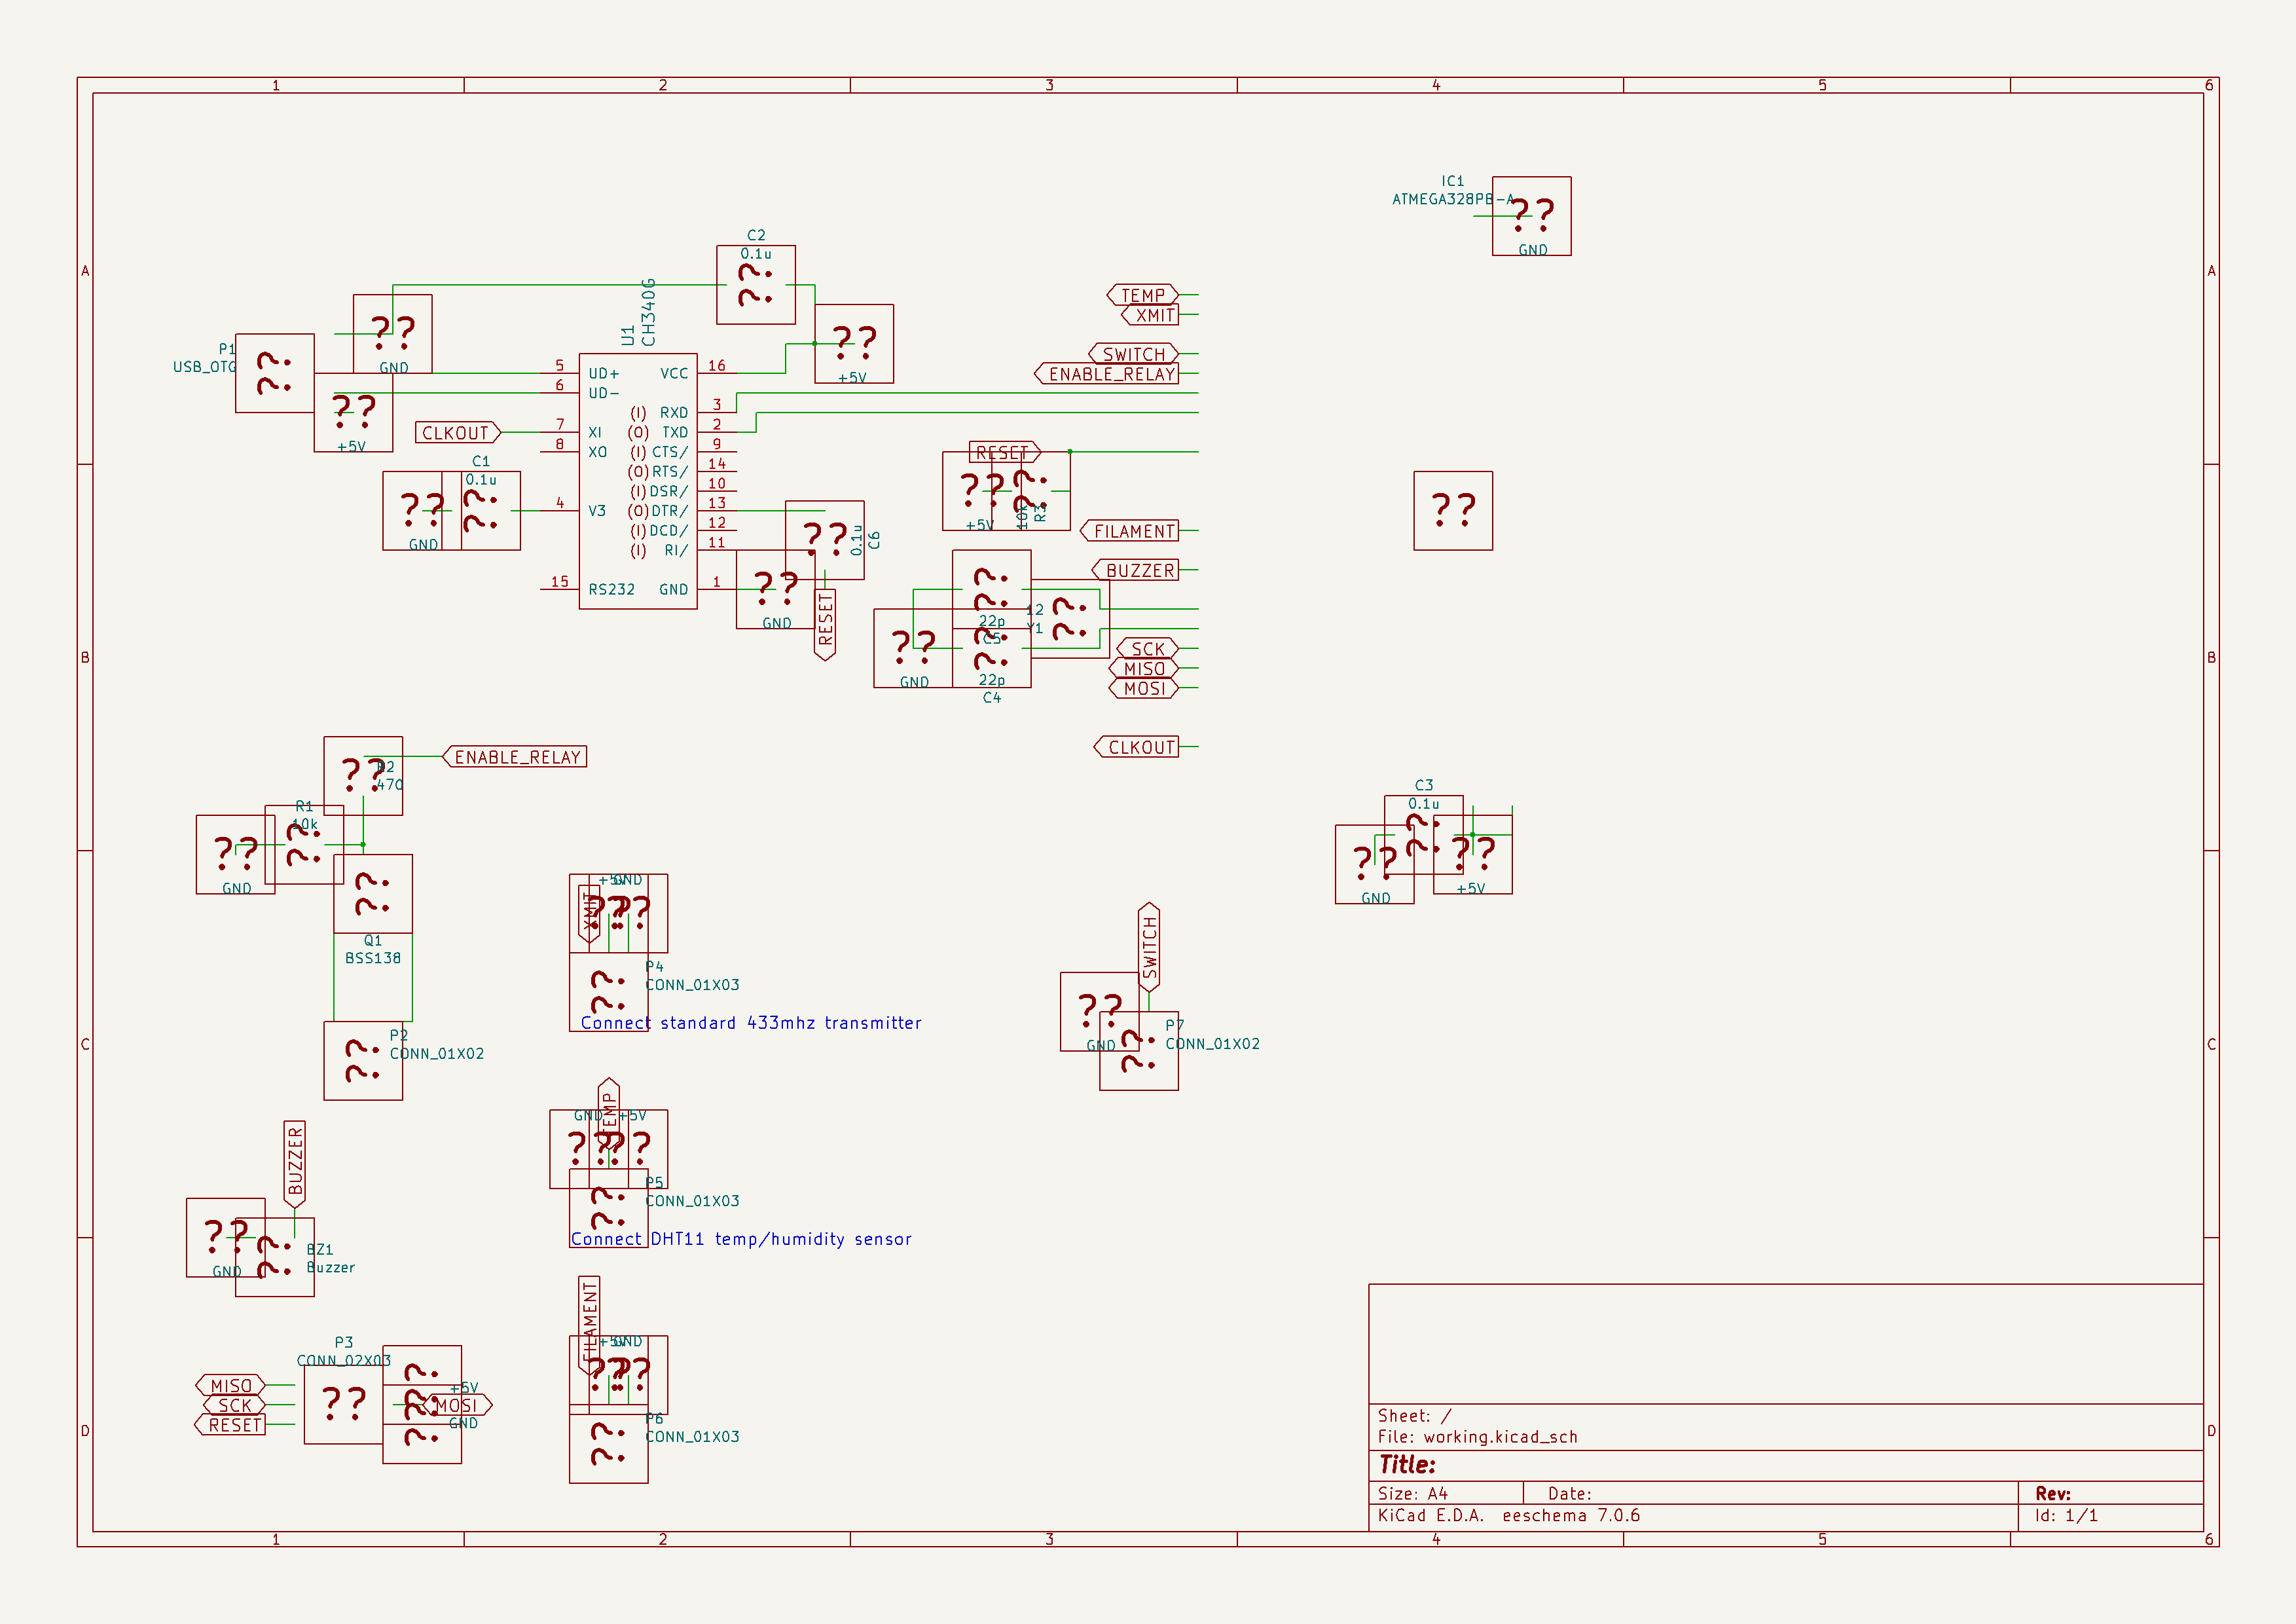 1 2 3 4 5 6
A
A
B
B
C
C
D
D
IC1
ATMEGA328PB-A
??
GND
C2
0.1u
??
U1
CH340G
P1
USB_OTG
??
??
GND
??
+5V
??
+5V
5 UD+
6 UD-
7 XI
8 XO
4 V3
15 RS232
VCC 16
(I) RXD 3
(O) TXD 2
(I) CTS/ 9
(O) RTS/ 14
(I) DSR/ 10
(O) DTR/ 13
(I) DCD/ 12
(I) RI/ 11
GND 1
CLKOUT
C1
0.1u
??
??
GND
??
0.1u
C6
??
GND
RESET
TEMP
XMIT
SWITCH
ENABLE_RELAY
RESET
??
+5V
??
10k
R3
FILAMENT
BUZZER
??
22p
C5
??
22p
C4
??
GND
12
Y1
??
SCK
MISO
MOSI
CLKOUT
??
ENABLE_RELAY
??
R2
470
R1
10k
??
??
GND
??
Q1
BSS138
??
P2
CONN_01X02
C3
0.1u
??
??
GND
??
+5V
XMIT
+5V
GND
??
??
??
P4
CONN_01X03
Connect standard 433mhz transmitter
SWITCH
??
GND
??
P7
CONN_01X02
TEMP
GND
+5V
??
??
??
P5
CONN_01X03
Connect DHT11 temp/humidity sensor
BUZZER
??
GND
??
BZ1
Buzzer
FILAMENT
+5V
GND
??
??
??
P6
CONN_01X03
P3
CONN_02X03
MISO
SCK
RESET
??
??
??
+5V
MOSI
GND
Sheet: /
File: working.kicad_sch
Title:
Size: A4 Date: Rev:
KiCad E.D.A. eeschema 7.0.6 Id: 1/1
1 2 3 4 5 6